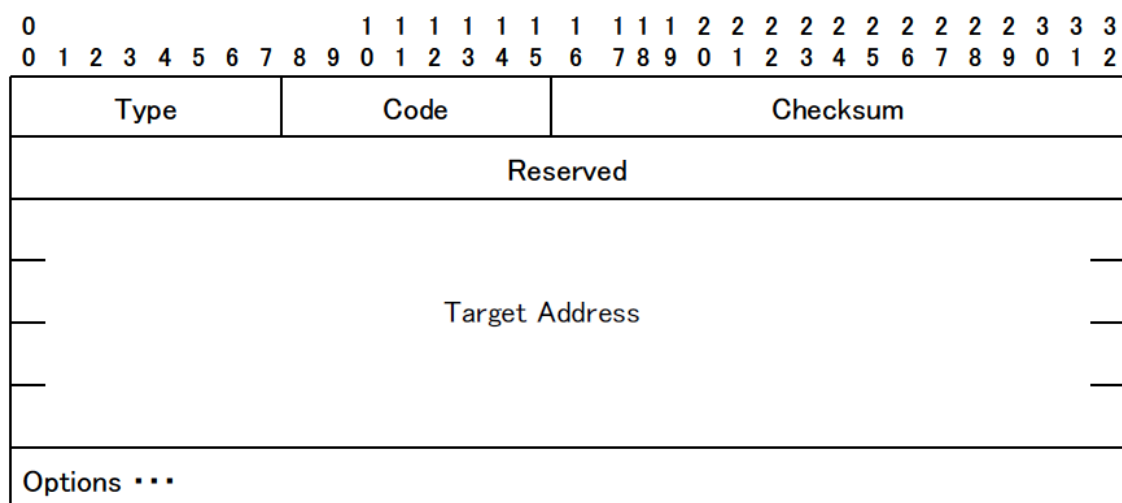 0 1 1 1 1 1 1 1 1 1 1 2 2 2 2 2 2 2 2 2 2 3 3 3
0 1 2 3 4 5 6 7 8 9 0 1 2 3 4 5 6 7 8 9 0 1 2 3 4 5 6 7 8 9 0 1 2
Type Code Checksum
Reserved
Target Address
Options ･･･